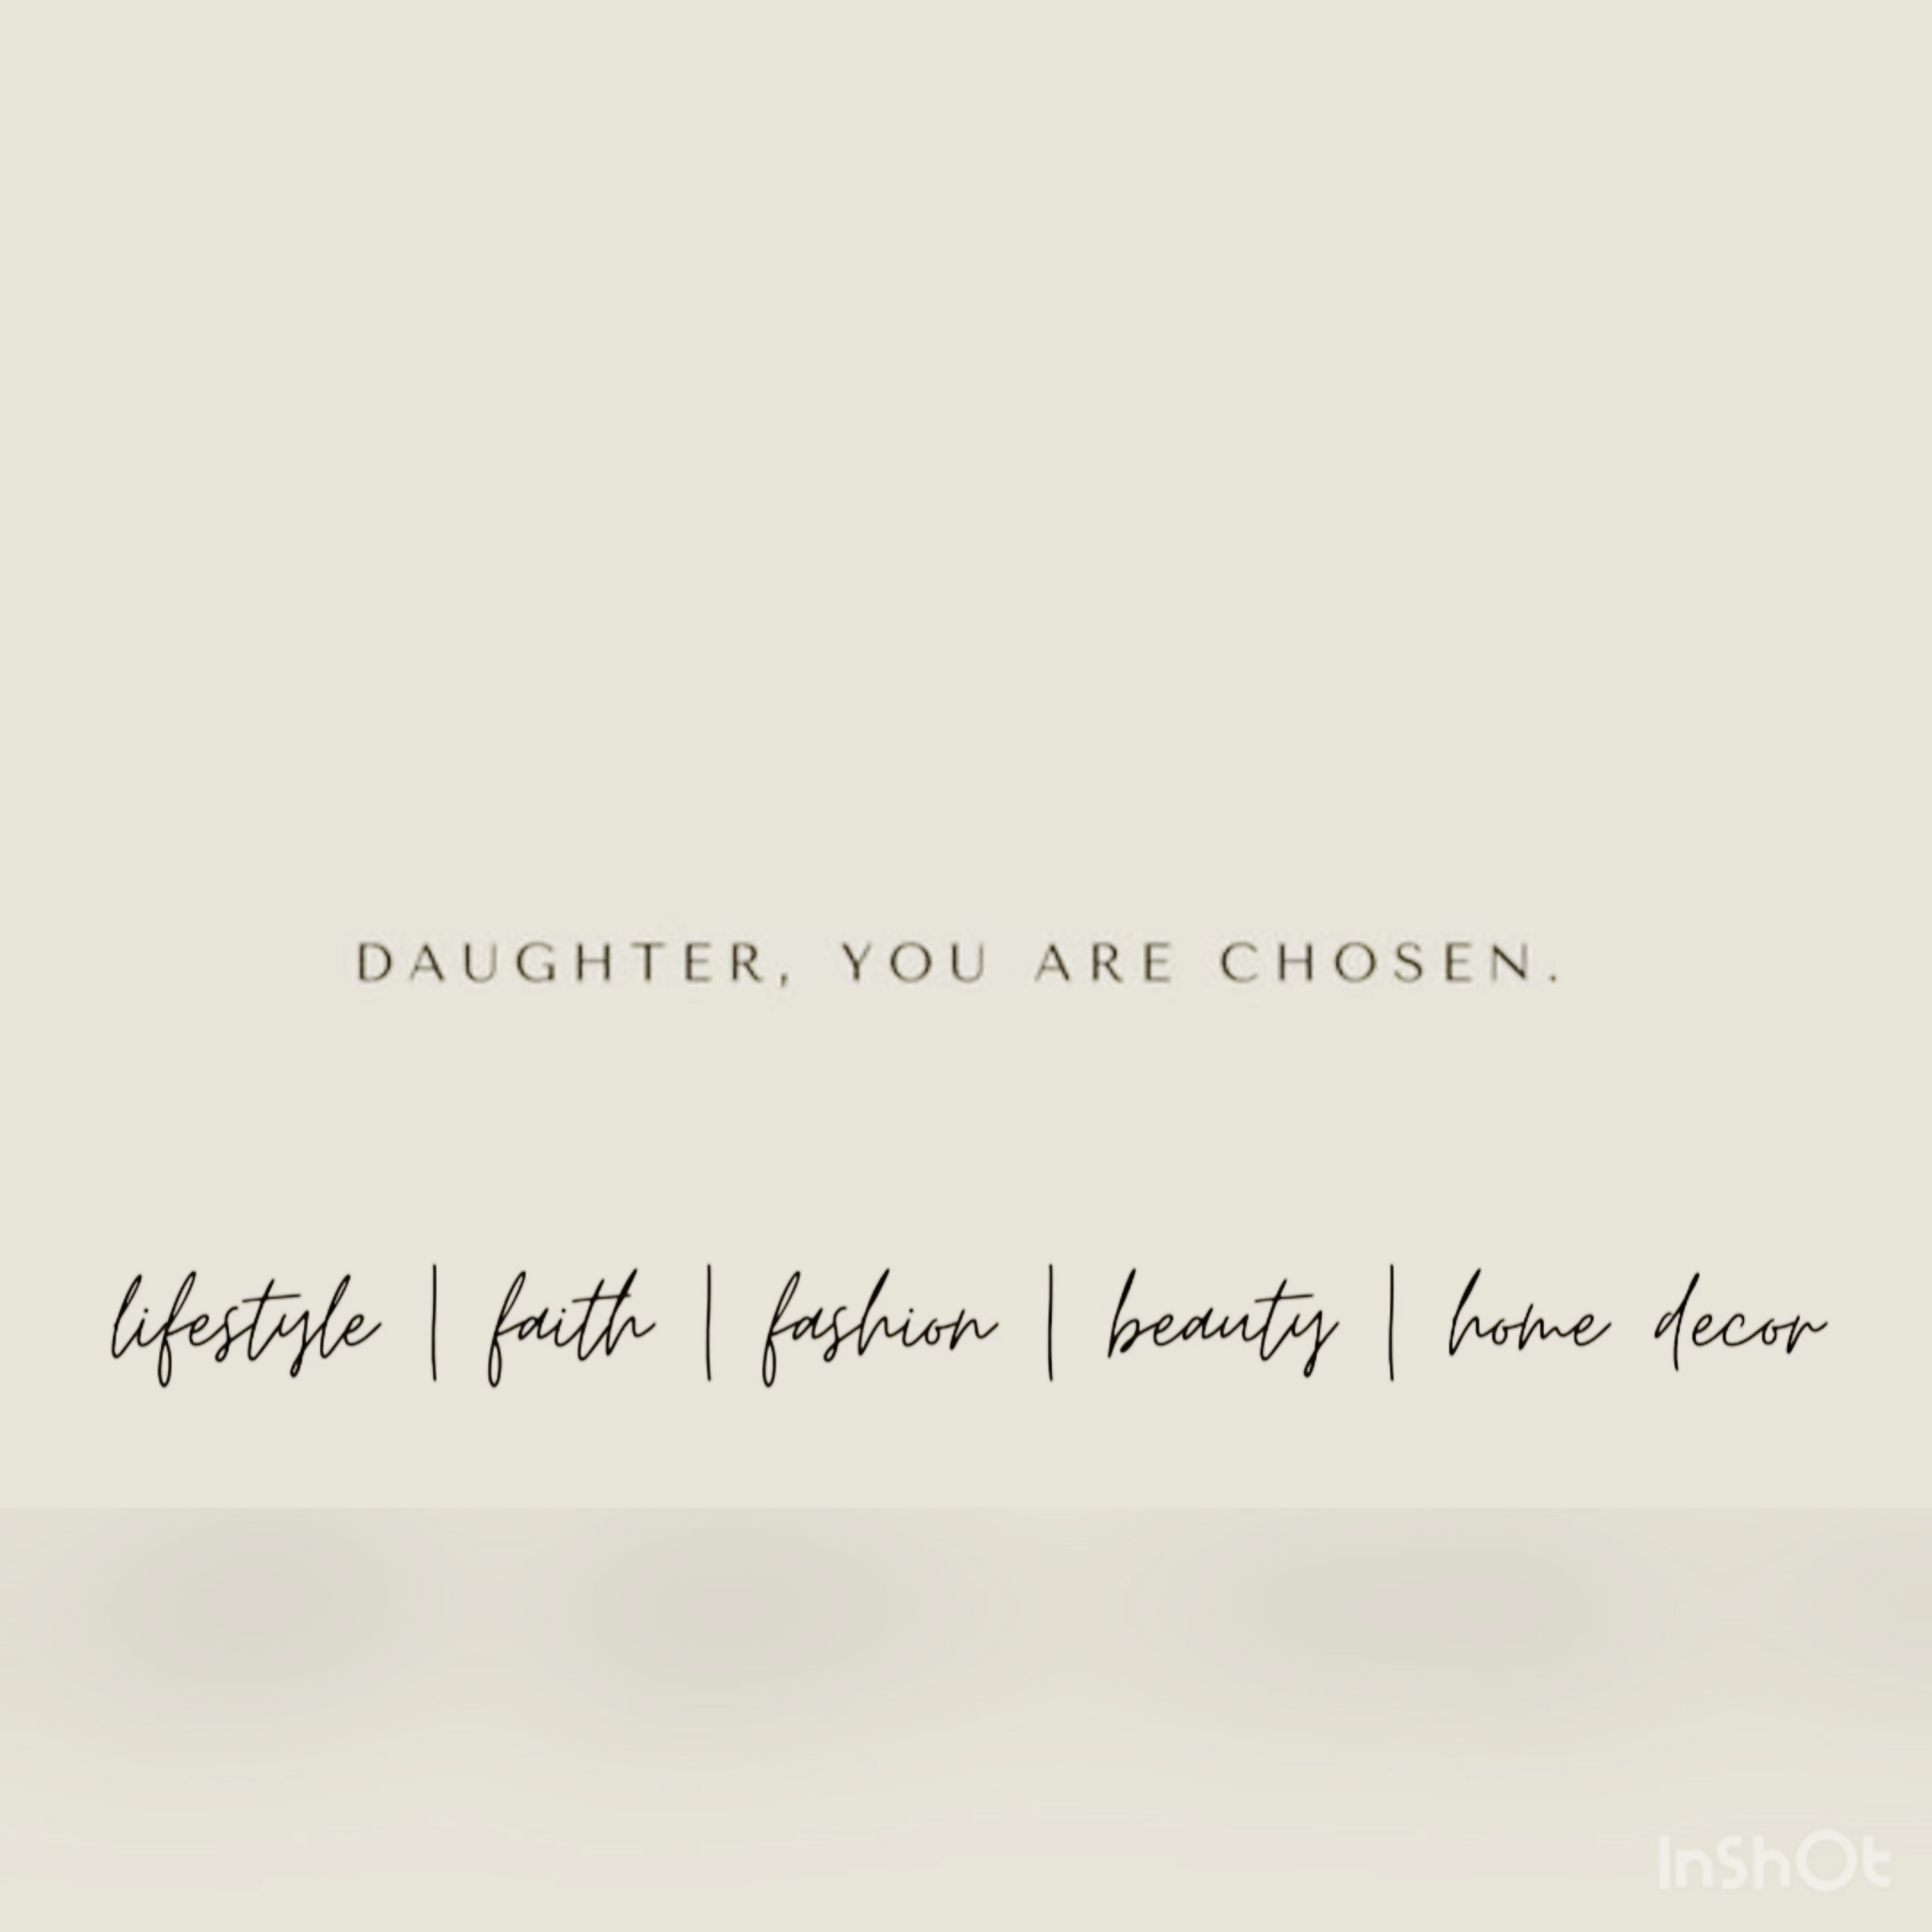 DAUGHTER, YOU ARE CHOSEN.
lifestyle | faith | fashion | beauty | home decor
InShOt